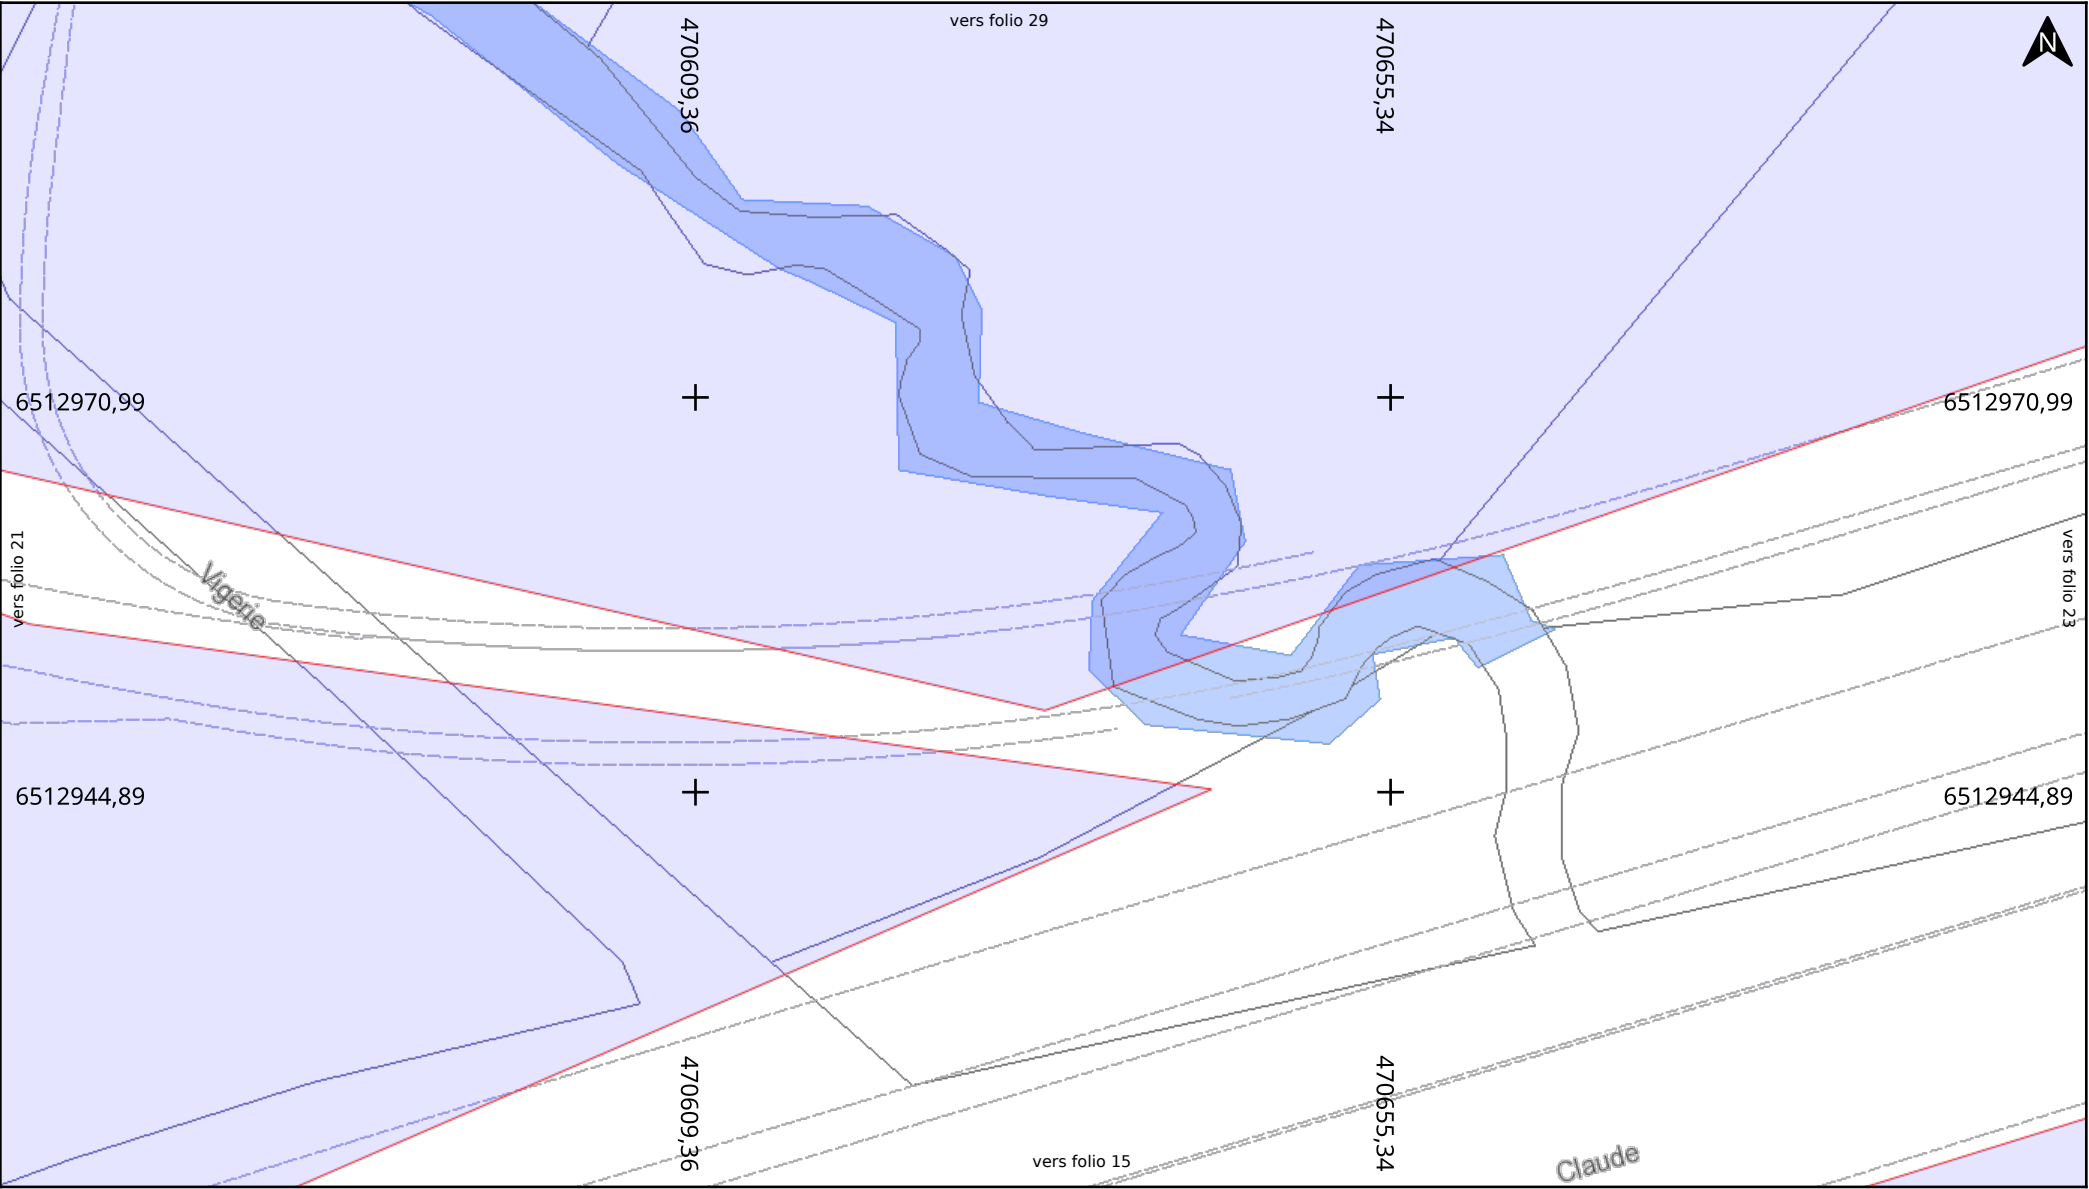 vers folio 29
470609,36
470655,34
N
6512970,99
6512970,99
vers folio 21
Vigerie
vers folio 23
6512944,89
6512944,89
470609,36
470655,34
vers folio 15
Claude